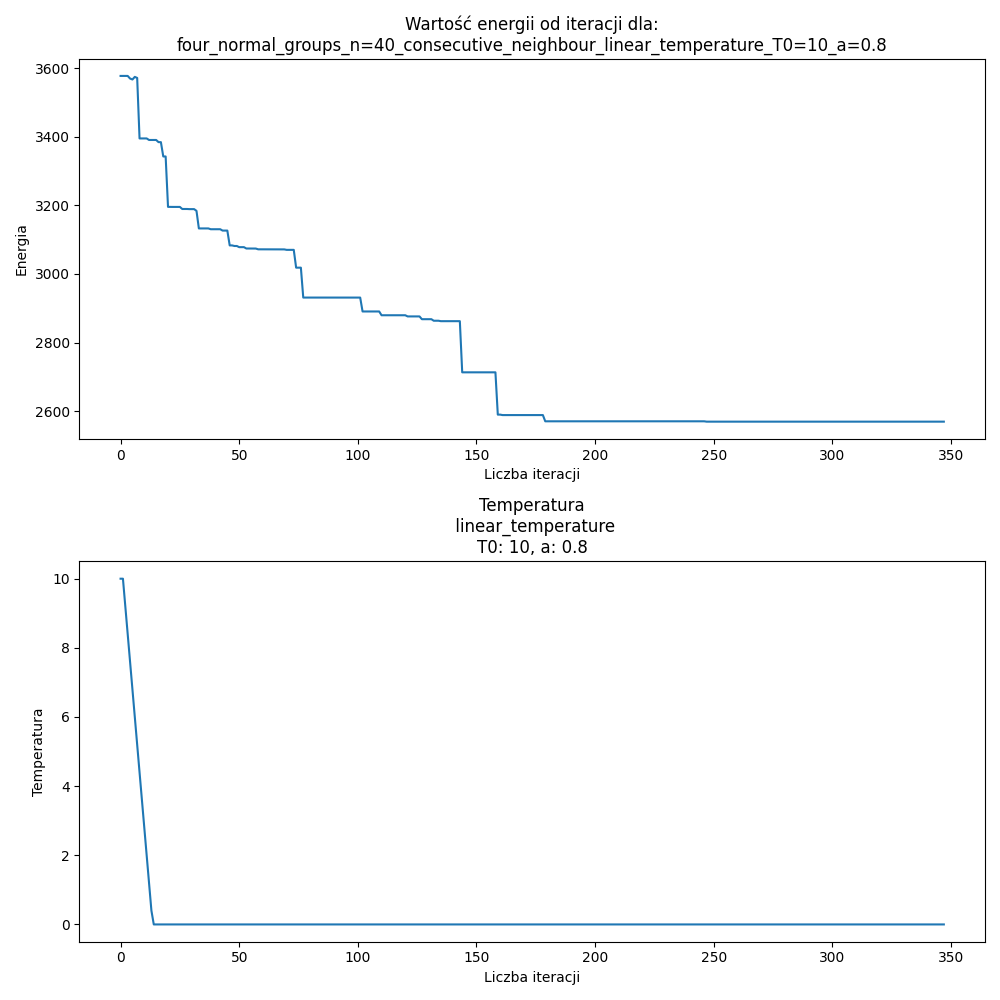 Wartość energii od iteracji dla:
four_normal_groups_n=40_consecutive_neighbour_linear_temperature_T0=10_a=0.8
3600
3400
3200
3000
2800
2600
Energia
0 50 100 150 200 250 300 350
Liczba iteracji
Temperatura
linear_temperature
T0: 10, a: 0.8
10
8
6
4
2
0
Temperatura
0 50 100 150 200 250 300 350
Liczba iteracji